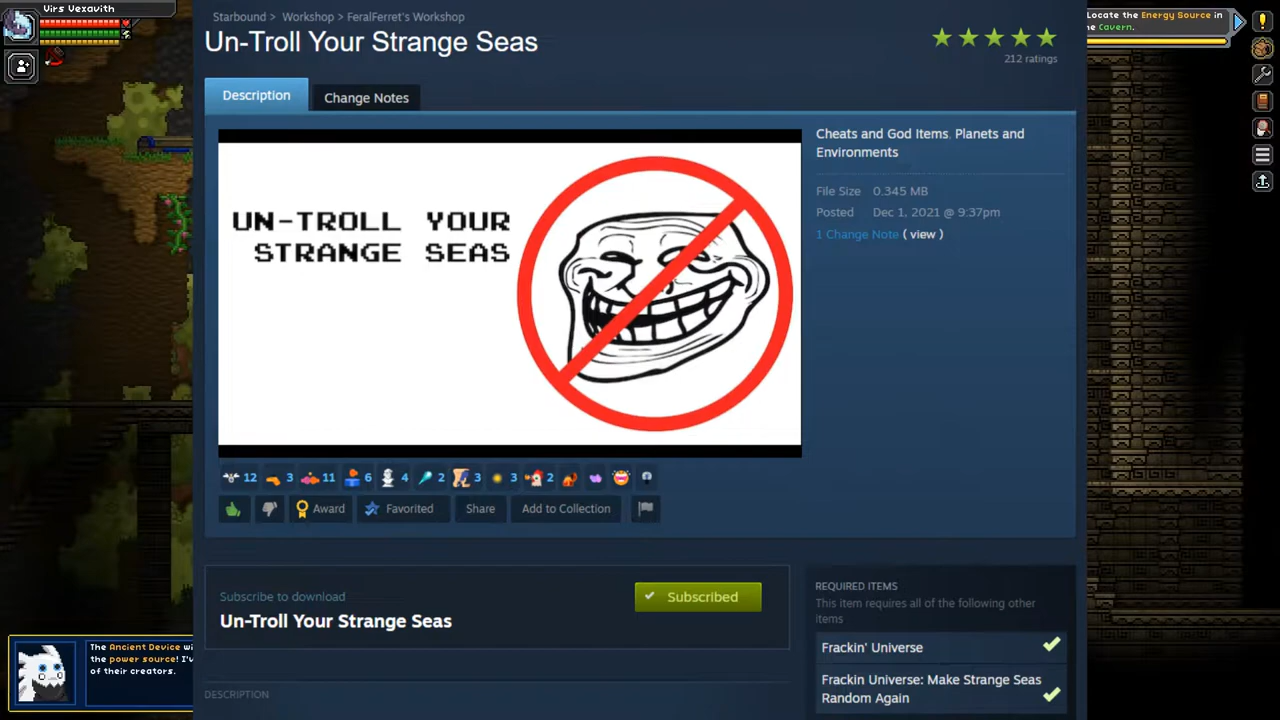 Virs Vexavith
Starbound > Workshop > FeralFerret's Workshop
Un-Troll Your Strange Seas
212 ratings
Locate the Energy Source in
he Cavern.
Description
Change Notes
UN-TROLL YOUR
STRANGE SEAS
Cheats and God Items, Planets and
Environments
File Size 0.345 MB
Posted Dec 1, 2021 @ 9:37pm
1 Change Note ( view )
12 3 11 6 4 2 3 3 2
Award Favorited Share Add to Collection
Subscribe to download
Un-Troll Your Strange Seas
Subscribed
DESCRIPTION
REQUIRED ITEMS
This item requires all of the following other
items
Frackin' Universe
Frackin Universe: Make Strange Seas
Random Again
The Ancient Device wi
the power source! I'v
of their creators.